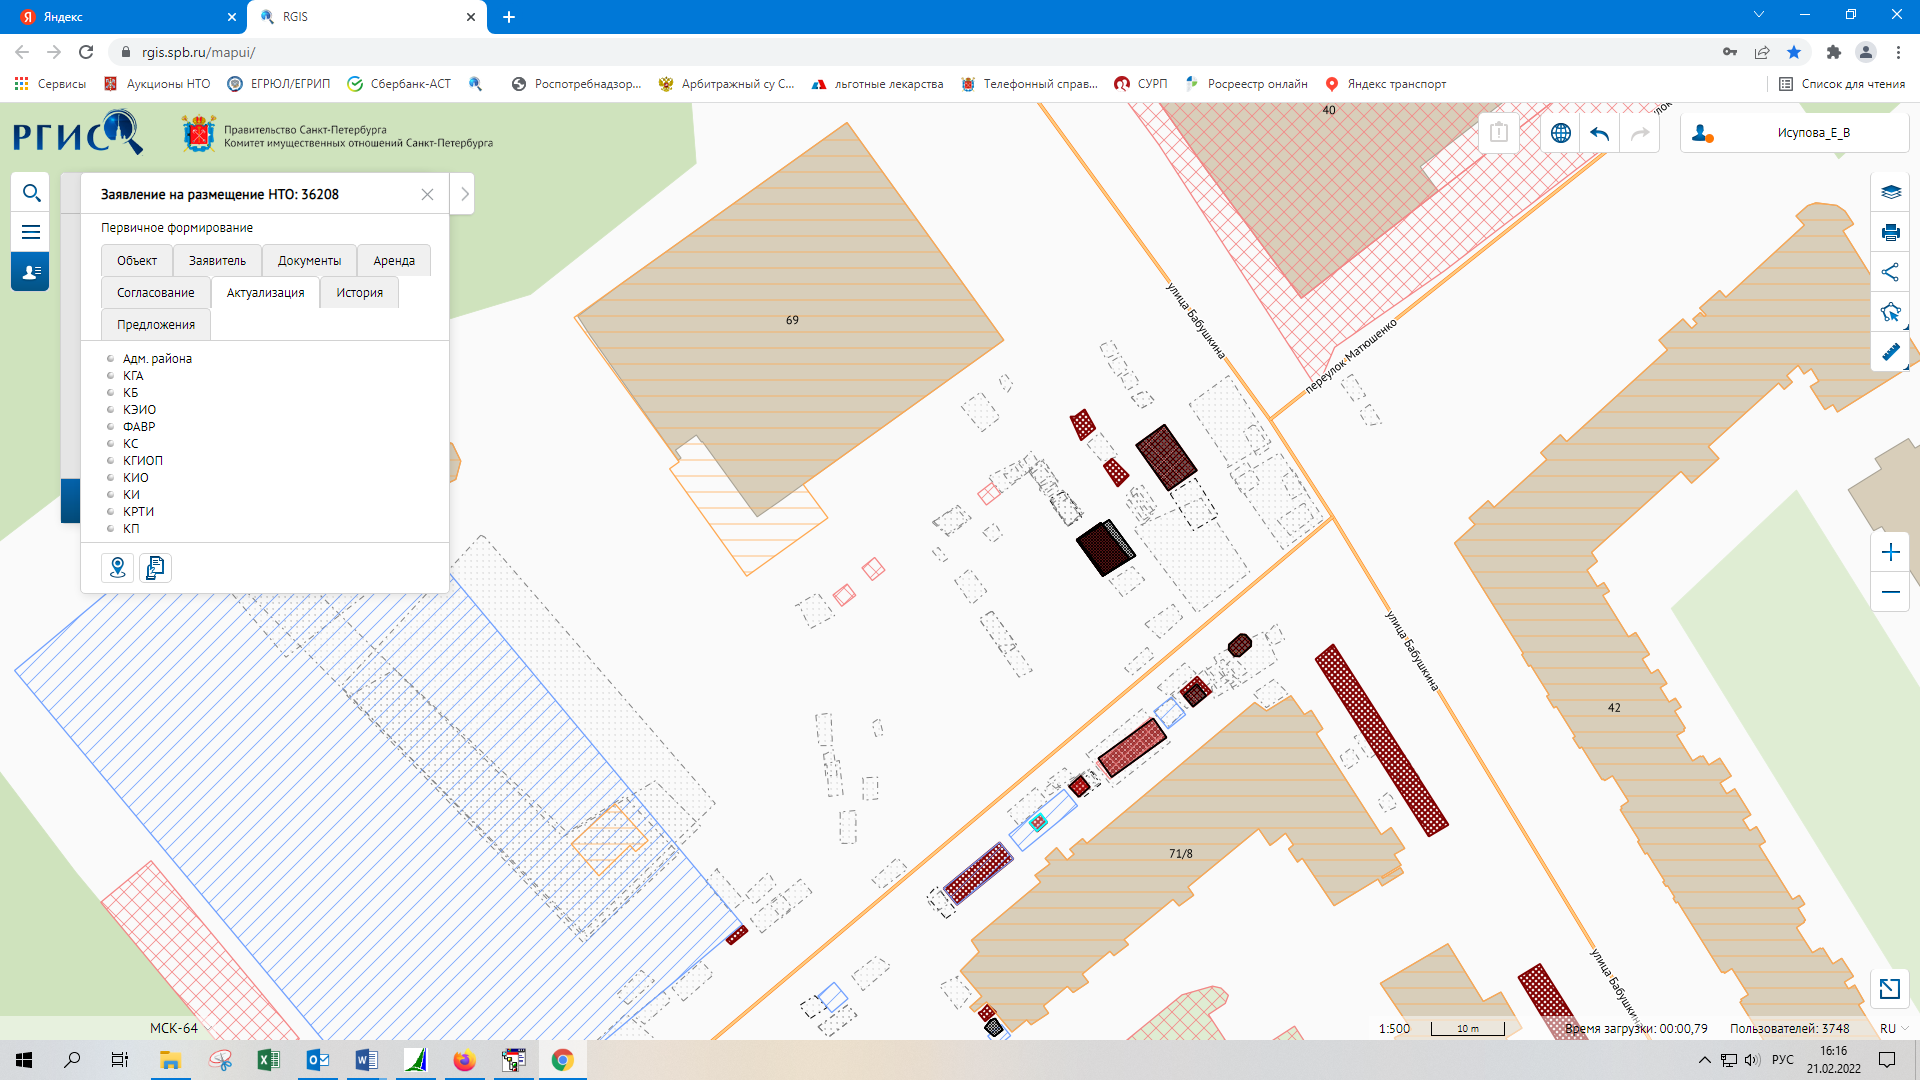 Яндекс
RGIS
rgis.spb.ru/mapui/
Сервисы
Аукционы НТО
ЕГРЮЛ/ЕГРИП
Сбербанк-АСТ
Роспотребнадзор...
Арбитражный су С...
льготные лекарства
Телефонный справ...
СУРП
Росреестр онлайн
Яндекс транспорт
Список для чтения
РГИС
Правительство Санкт-Петербурга
Комитет имущественных отношений Санкт-Петербурга
Исупова_Е_В
Заявление на размещение НТО: 36208
Первичное формирование
Объект
Заявитель
Документы
Аренда
Согласование
Актуализация
История
Предложения
Адм. района
КГА
КБ
КЭИО
ФАВР
КС
КГИОП
КИО
КИ
КРТИ
КП
40
69
улица Бабушкина
переулок Матюшенко
улица Бабушкина
42
71/8
улица Бабушкина
МСК-64
1:500
10 m
Время загрузки: 00:00,79
Пользователей: 3748
RU
РУС
16:16
21.02.2022